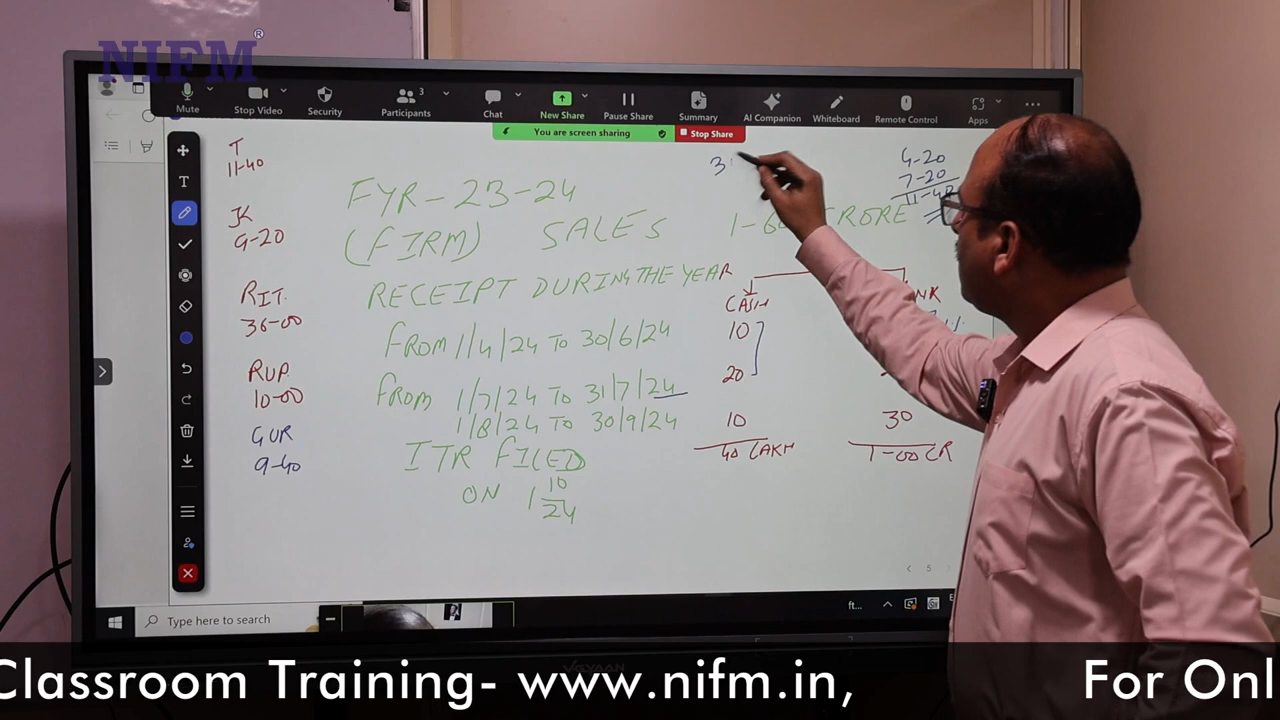 NIFM®
Mute
Stop Video
Security
Participants
3
Chat
New Share
Pause Share
Summary
AI Companion
Whiteboard
Remote Control
Apps
You are screen sharing
Stop Share
T
11-40
JK
9-20
RIT.
36-00
RUP.
10-00
GUR
9-40
3
4-20
7-20
FYR-23-24
(FIRM) SALES
RECEIPT DURING THE YEAR
CASH
FROM 1/4/24 TO 30/6/24 10
FROM 1/7/24 TO 31/7/24 20
1/8/24 TO 30/9/24 10 30
40 LAKH 1-00 CR
ITR FILED
ON 1 10
24
5
Type here to search
ft...
Classroom Training- www.nifm.in,
For Onl